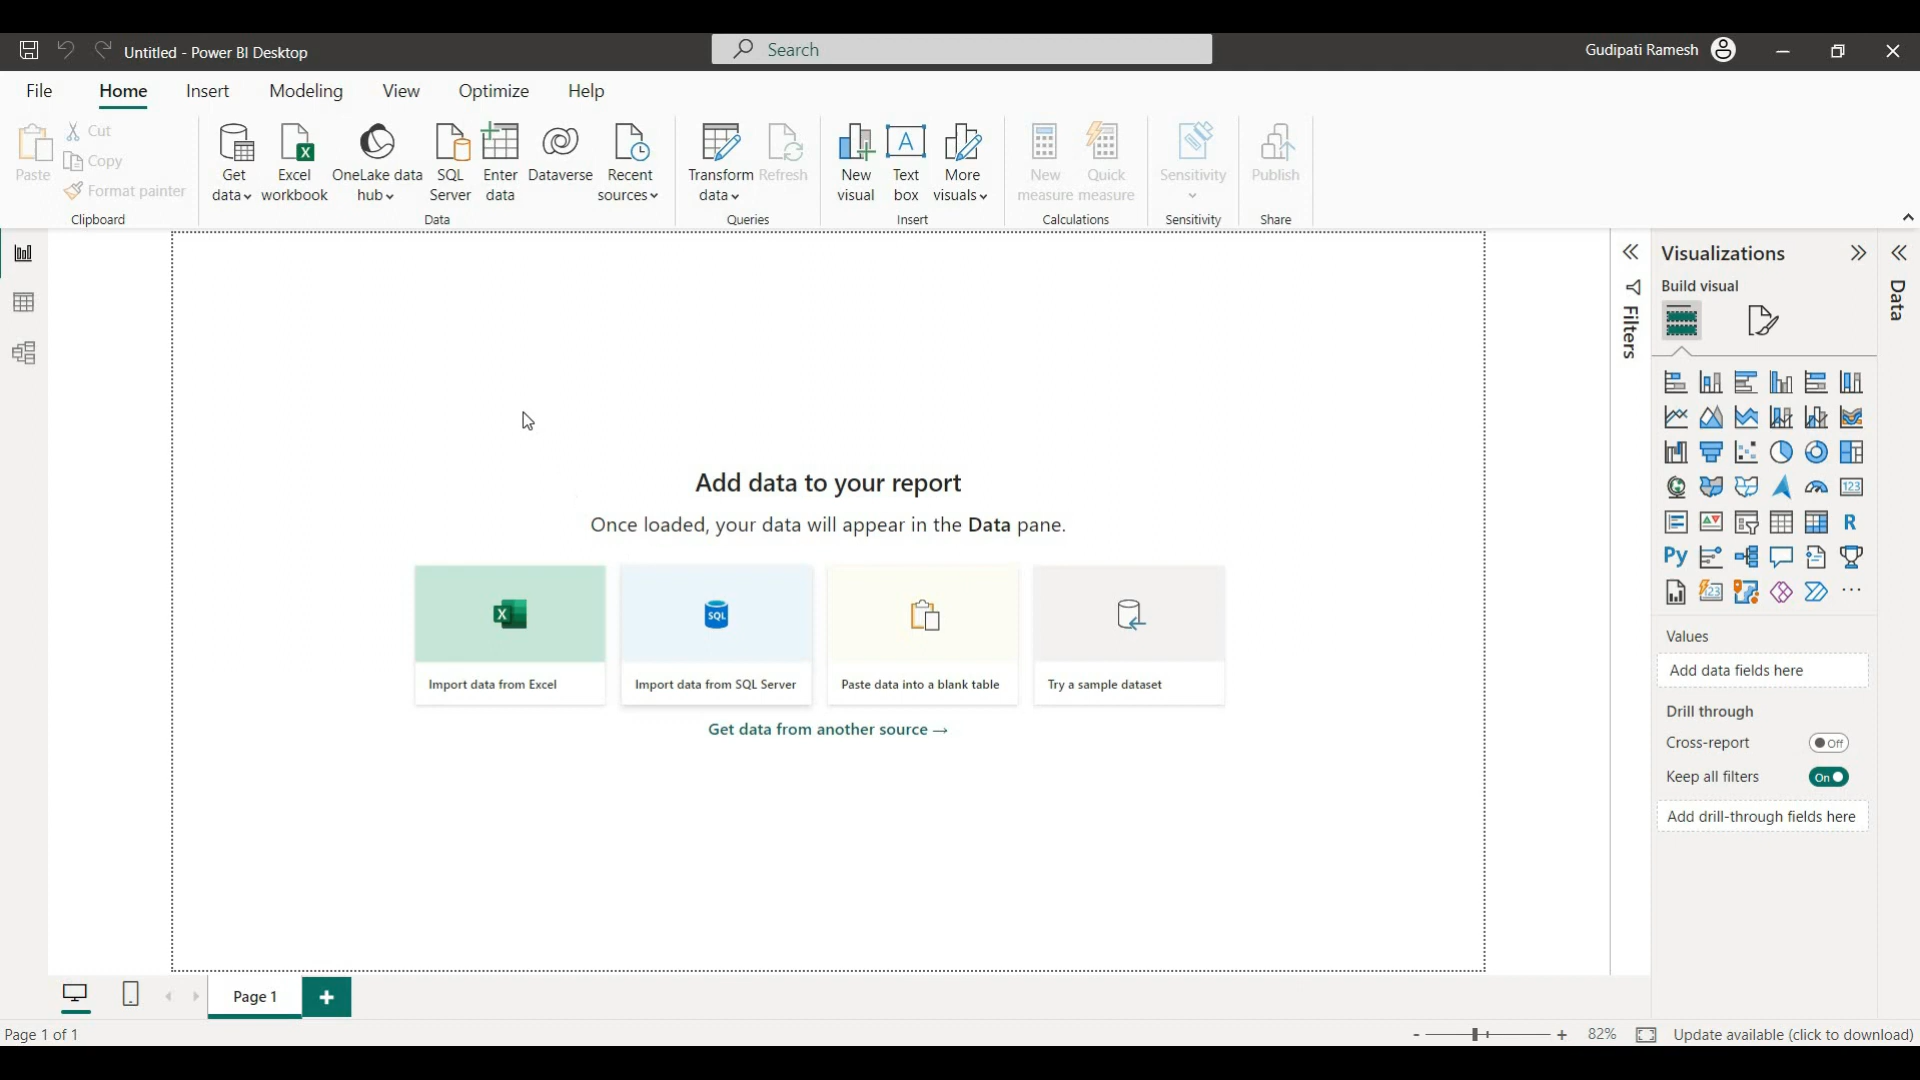 Untitled - Power BI Desktop
Search
Gudipati Ramesh
File Home Insert Modeling View Optimize Help
Paste
Cut
Copy
Format painter
Clipboard
Get data
Excel workbook
OneLake data hub
SQL Server
Enter data
Dataverse
Recent sources
Data
Transform data
Refresh
Queries
New visual
Text box
More visuals
Insert
New measure
Quick measure
Calculations
Sensitivity
Sensitivity
Publish
Share
Add data to your report
Once loaded, your data will appear in the Data pane.
SQL
Import data from Excel
Import data from SQL Server
Paste data into a blank table
Try a sample dataset
Get data from another source →
Filters
Visualizations
Build visual
123
R
Py
123
Values
Add data fields here
Drill through
Cross-report Off
Keep all filters On
Add drill-through fields here
Data
Page 1
Page 1 of 1
- + 82%
Update available (click to download)